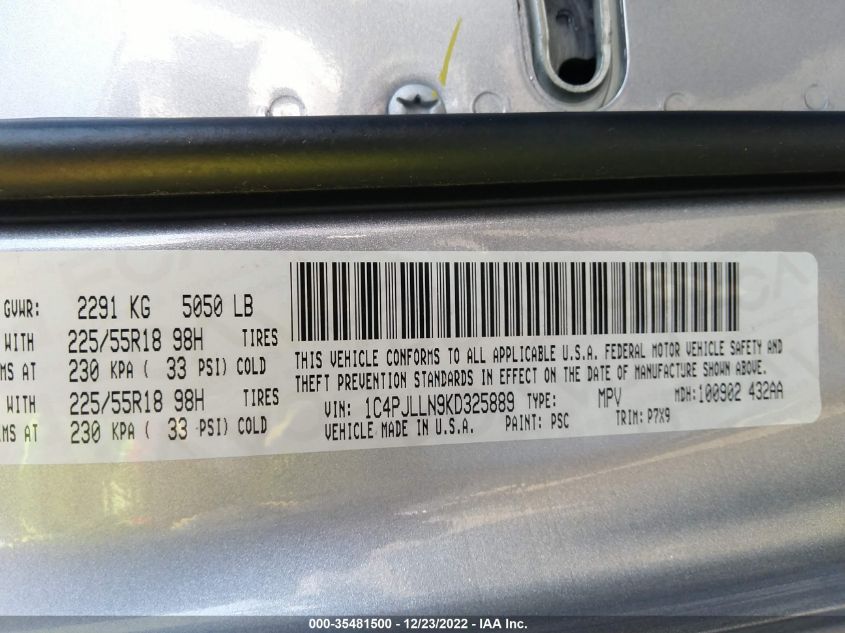 GVWR: 2291 KG 5050 LB
WITH 225/55R18 98H TIRES
MS AT 230 KPA ( 33 PSI) COLD
WITH 225/55R18 98H TIRES
MS AT 230 KPA ( 33 PSI) COLD
THIS VEHICLE CONFORMS TO ALL APPLICABLE U.S.A. FEDERAL MOTOR VEHICLE SAFETY AND
THEFT PREVENTION STANDARDS IN EFFECT ON THE DATE OF MANUFACTURE SHOWN ABOVE.
VIN: 1C4PJLLN9KD325889 TYPE: MPV MDH:100902 432AA
VEHICLE MADE IN U.S.A. PAINT: PSC TRIM: P7X9
000-35481500 - 12/23/2022 - IAA Inc.